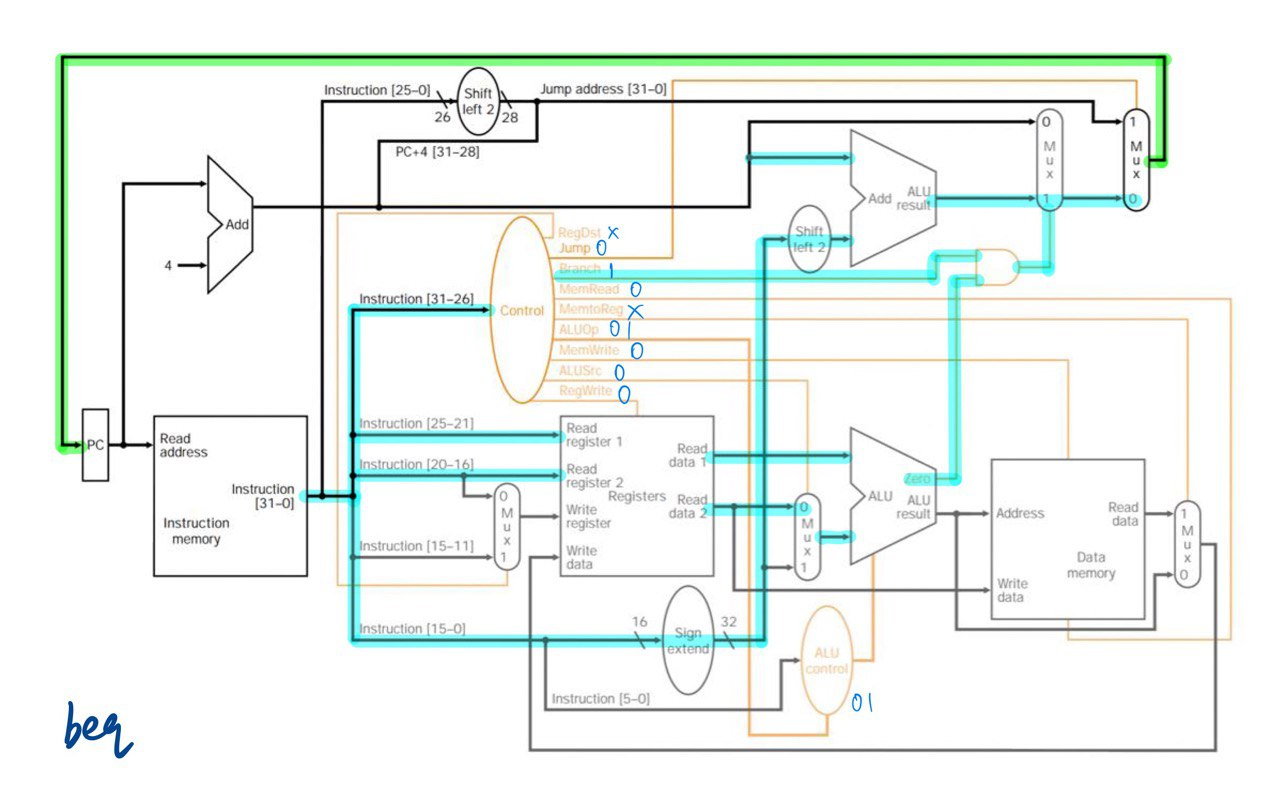 Instruction [25–0]
26
Shift
left 2
28
Jump address [31–0]
PC+4 [31–28]
Add
4
0
M
u
x
1
1
M
u
x
0
Add
ALU
result
Shift
left 2
RegDst X
Jump 0
Branch 1
MemRead 0
MemtoReg X
ALUOp 01
MemWrite 0
ALUSrc 0
RegWrite 0
Control
Instruction [31–26]
PC
Read
address
Instruction
[31–0]
Instruction
memory
Instruction [25–21]
Instruction [20–16]
Instruction [15–11]
0
M
u
x
1
Read
register 1
Read
register 2
Write
register
Write
data
Registers
Read
data 1
Read
data 2
0
M
u
x
1
Zero
ALU
ALU
result
Address
Write
data
Read
data
Data
memory
1
M
u
x
0
Instruction [15–0]
16
Sign
extend
32
Instruction [5–0]
ALU
control
01
beq